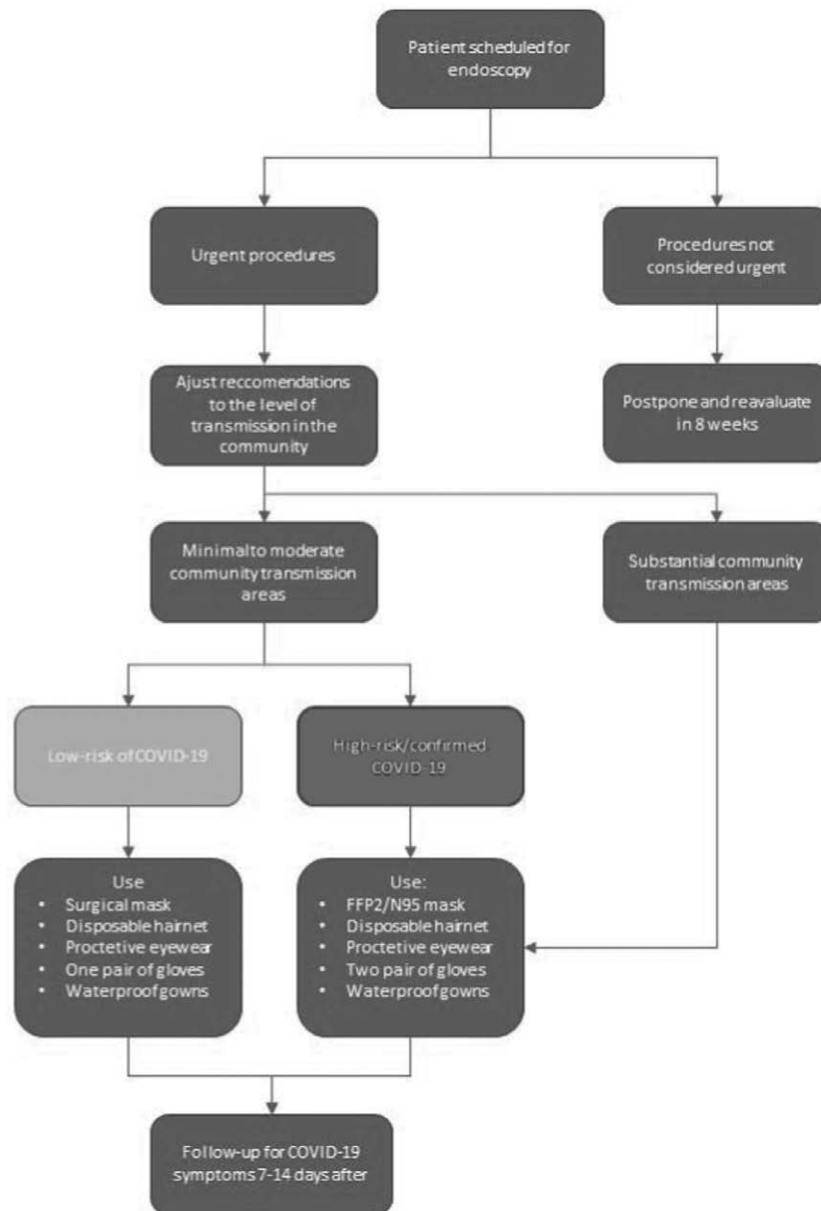 Patient scheduled for
endoscopy
Urgent procedures
Procedures not
considered urgent
Ajust reccomendations
to the level of
transmission in the
community
Postpone and reavaluate
in 8 weeks
Minimal to moderate
community transmission
areas
Substantial community
transmission areas
Low-risk of COVID-19
High-risk/confirmed
COVID-19
Use
• Surgical mask
• Disposable hairnet
• Proctetive eyewear
• One pair of gloves
• Waterproof gowns
Use:
• FFP2/N95 mask
• Disposable hairnet
• Proctetive eyewear
• Two pair of gloves
• Waterproof gowns
Follow-up for COVID-19
symptoms 7-14 days after